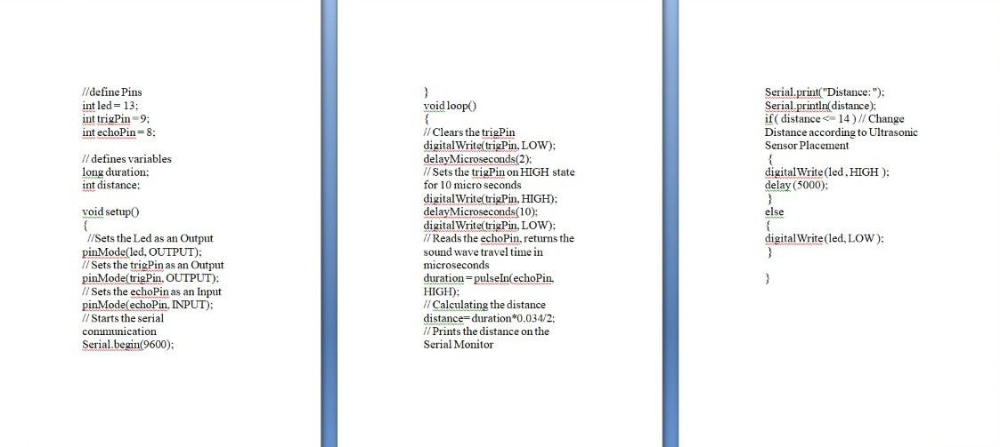 //define Pins
int led = 13;
int trigPin =9;
int echoPin = 8;
// defines variables
long duration;
int distance;
void setup()
{
//Sets the Led as an Output
pinMode(led, OUTPUT);
// Sets the trigPin as an Output
pinMode(trigPin, OUTPUT);
// Sets the echoPin as an Input
pinMode(echoPin, INPUT);
// Starts the serial
communication
Serial.begin(9600);
}
void loop()
{
// Clears the trigPin
digitalWrite(trigPin, LOW);
delayMicroseconds(2);
// Sets the trigPin on HIGH state
for 10 micro seconds
digitalWrite(trigPin, HIGH);
delayMicroseconds(10);
digitalWrite(trigPin, LOW);
// Reads the echoPin, returns the
sound wave travel time in
microseconds
duration = pulseIn(echoPin,
HIGH);
// Calculating the distance
distance= duration*0.034/2;
// Prints the distance on the
Serial Monitor
Serial.print("Distance: ");
Serial.println(distance);
if( distance <= 14 ) // Change
Distance according to Ultrasonic
Sensor Placement
{
digitalWrite (led , HIGH );
delay (5000);
}
else
{
digitalWrite (led, LOW );
}
}